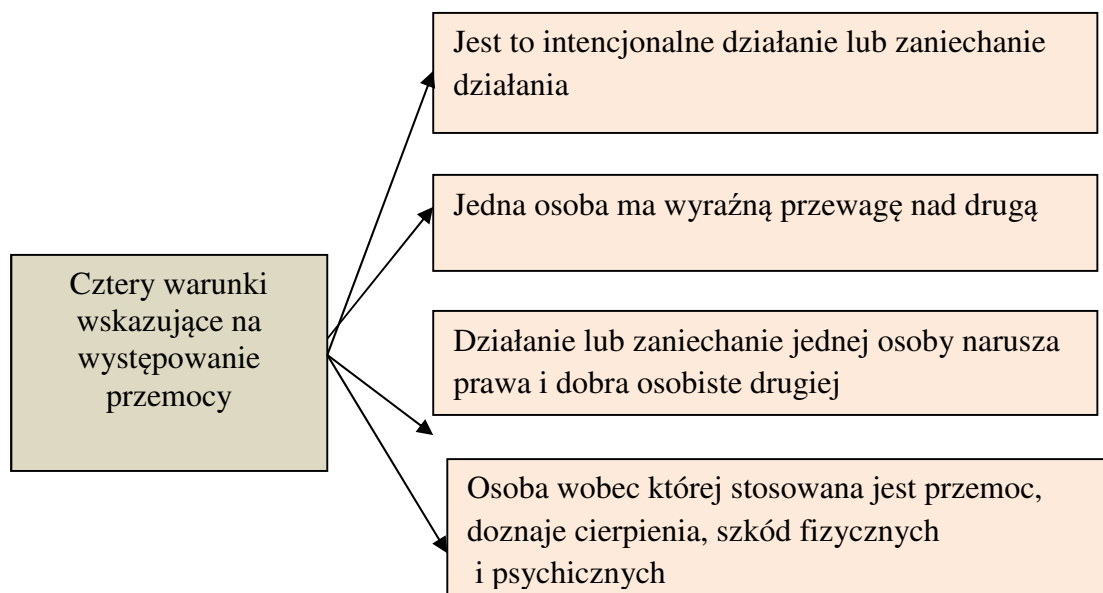 Cztery warunki
wskazujące na
występowanie
przemocy
Jest to intencjonalne działanie lub zaniechanie
działania
Jedna osoba ma wyraźną przewagę nad drugą
Działanie lub zaniechanie jednej osoby narusza
prawa i dobra osobiste drugiej
Osoba wobec której stosowana jest przemoc,
doznaje cierpienia, szkód fizycznych
i psychicznych